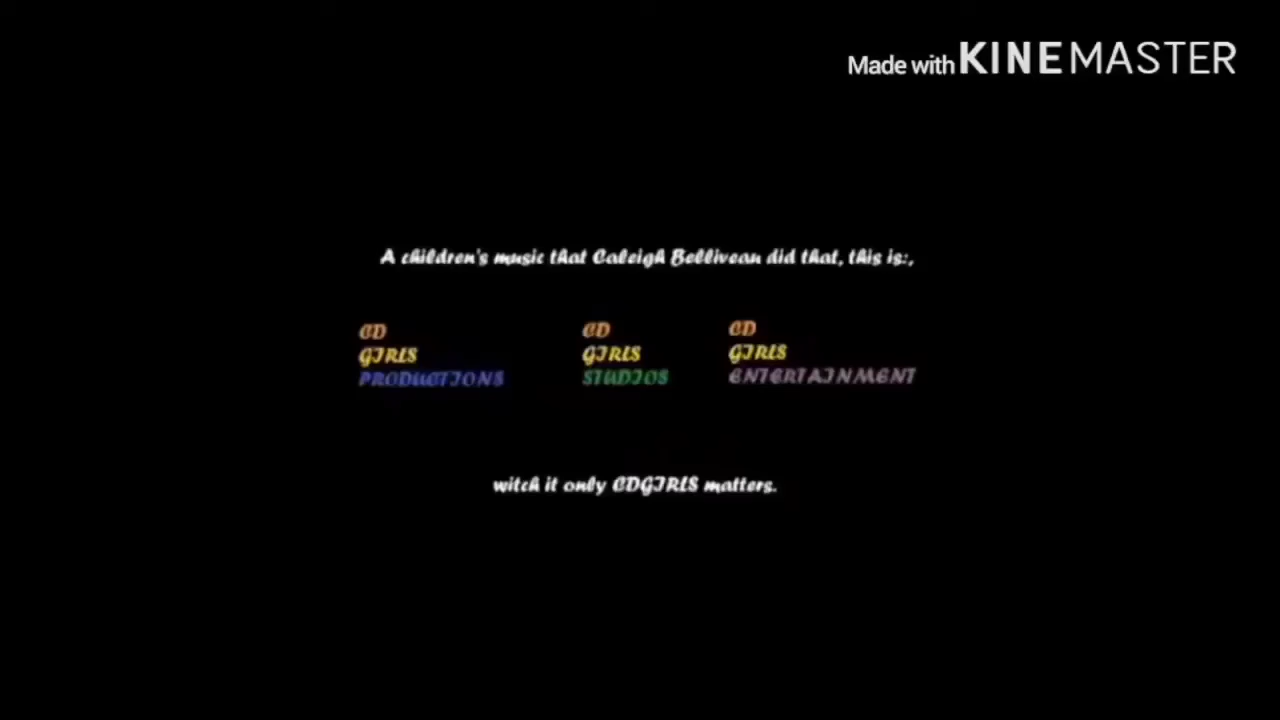 Made with KINEMASTER
A children's music that Caleigh Belliveau did that, this is:,
CD CD CD
GIRLS GIRLS GIRLS
PRODUCTIONS STUDIOS ENTERTAINMENT
witch it only CDGIRLS matters.